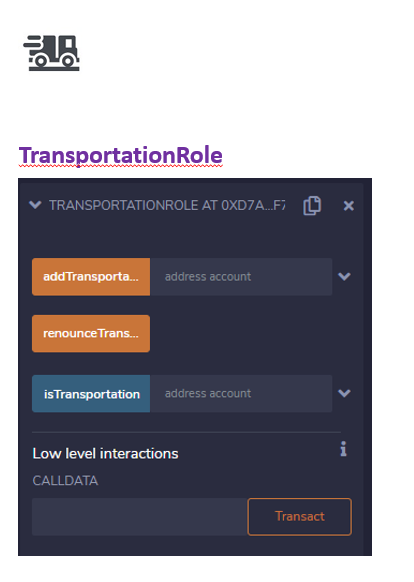 TransportationRole
TRANSPORTATIONROLE AT 0XD7A...F7
addTransporta... address account
renounceTrans...
isTransportation address account
Low level interactions
CALLDATA
Transact